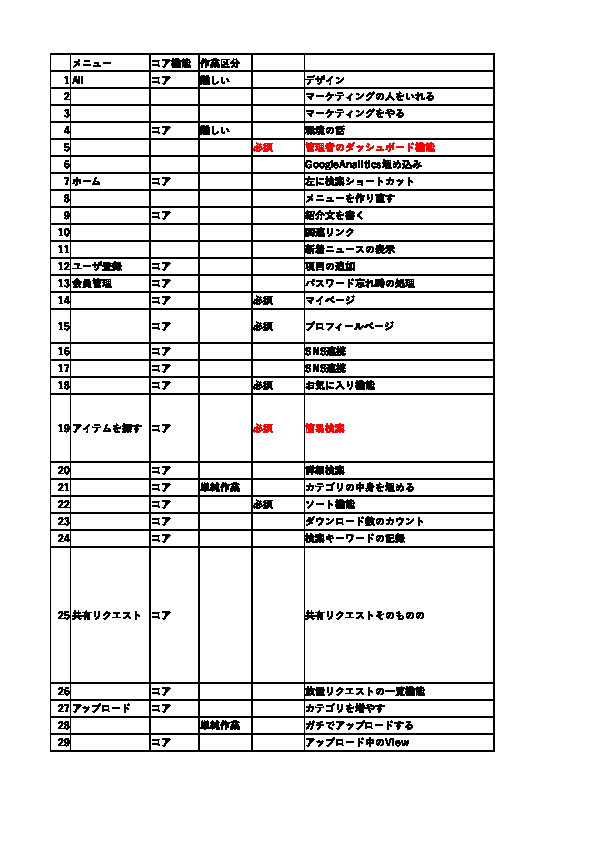 メニュー コア機能 作業区分
1 All コア 難しい デザイン
2 マーケティングの人をいれる
3 マーケティングをやる
4 コア 難しい 環境の話
5 必須 管理者のダッシュボード機能
6 GoogleAnalitics埋め込み
7 ホーム コア 左に検索ショートカット
8 メニューを作り直す
9 コア 紹介文を書く
10 関連リンク
11 新着ニュースの表示
12 ユーザ登録 コア 項目の追加
13 会員管理 コア パスワード忘れ時の処理
14 コア 必須 マイページ
15 コア 必須 プロフィールページ
16 コア SNS連携
17 コア SNS連携
18 コア 必須 お気に入り機能
19 アイテムを探す コア 必須 簡易検索
20 コア 詳細検索
21 コア 単純作業 カテゴリの中身を埋める
22 コア 必須 ソート機能
23 コア ダウンロード数のカウント
24 コア 検索キーワードの記録
25 共有リクエスト コア 共有リクエストそのものの
26 コア 放置リクエストの一覧機能
27 アップロード コア カテゴリを増やす
28 単純作業 ガチでアップロードする
29 コア アップロード中のView